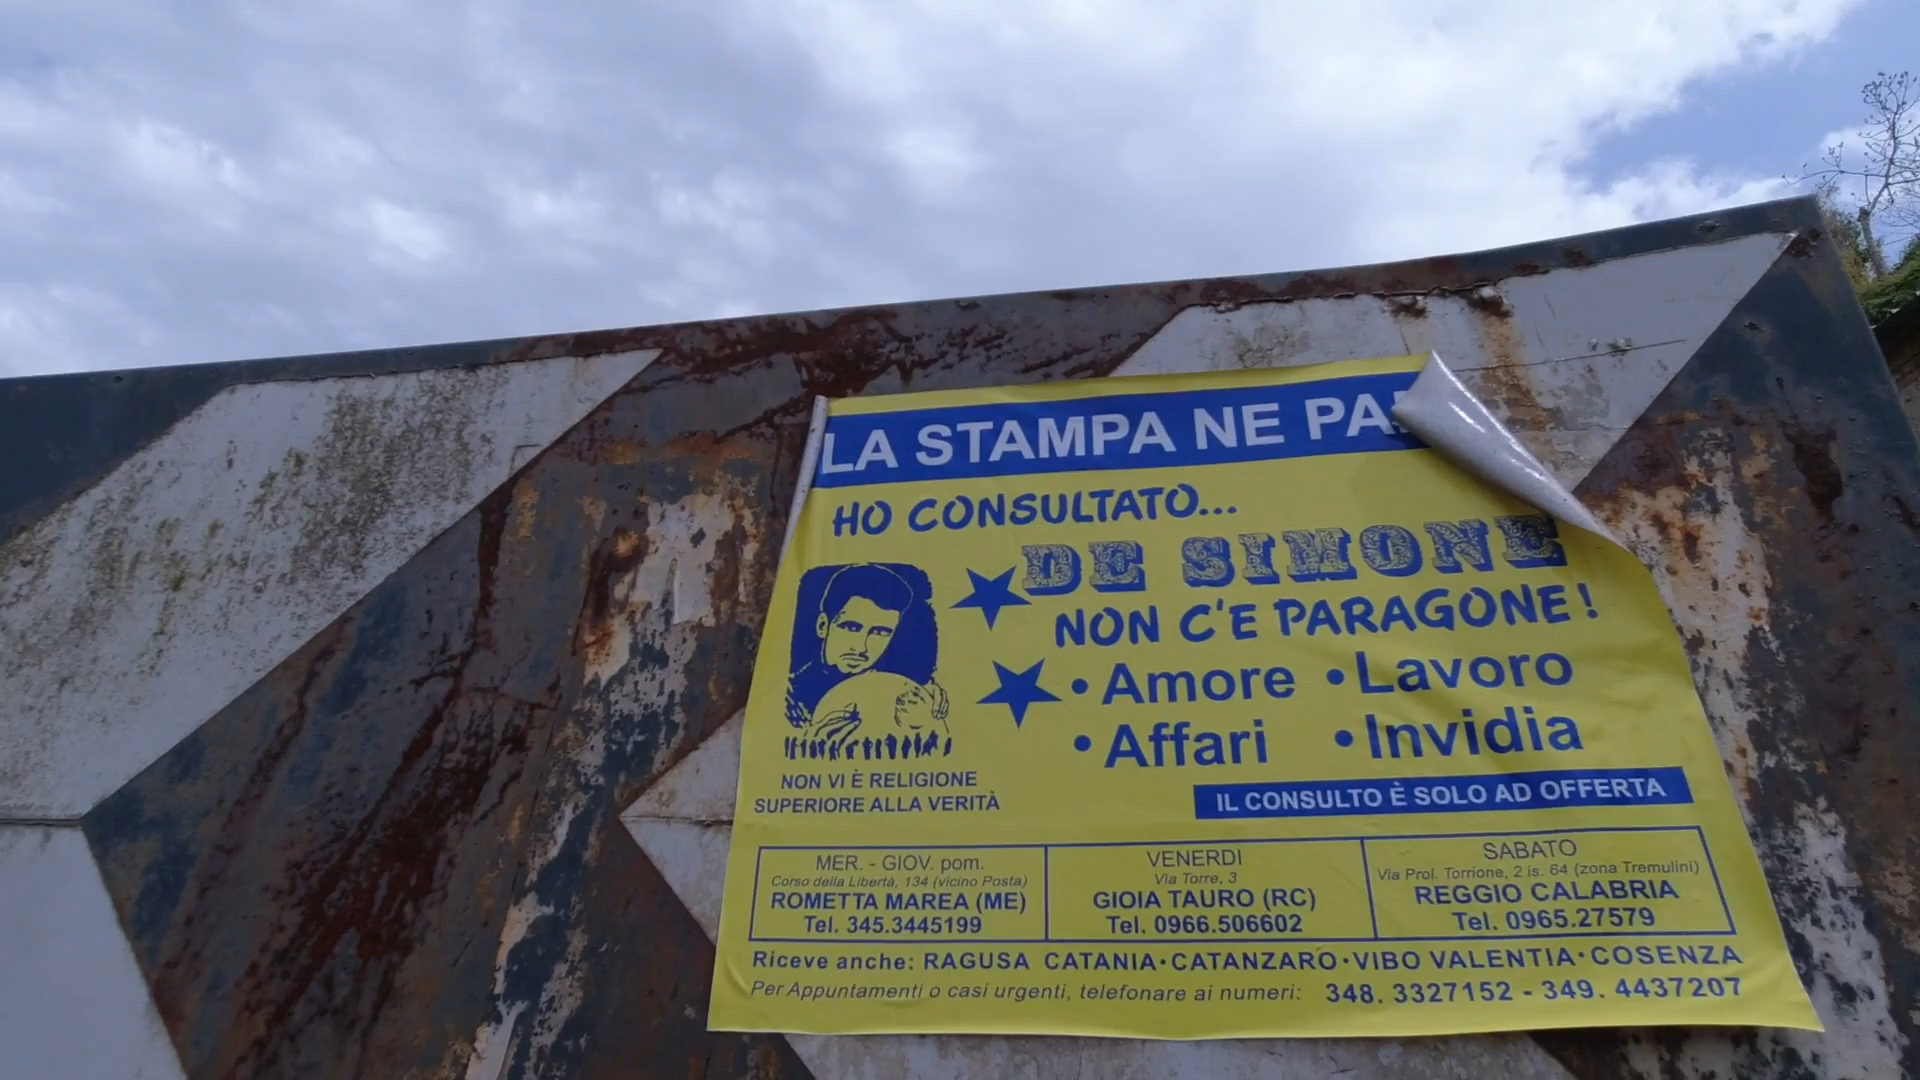 LA STAMPA NE
HO CONSULTATO...
DE SIMONE
NON C'E PARAGONE!
• Amore • Lavoro
• Affari • Invidia
NON VI È RELIGIONE
SUPERIORE ALLA VERITÀ
IL CONSULTO È SOLO AD OFFERTA
MER. - GIOV. pom.
Corso della Libertá, 134 (vicino Posta)
ROMETTA MAREA (ME)
Tel. 345.3445199
VENERDI
Via Torre, 3
GIOIA TAURO (RC)
Tel. 0966.506602
SABATO
Via Prol. Torrione, 2 is. 64 (zona Tremulini)
REGGIO CALABRIA
Tel. 0965.27579
Riceve anche: RAGUSA CATANIA•CATANZARO•VIBO VALENTIA•COSENZA
Per Appuntamenti o casi urgenti, telefonare ai numeri: 348. 3327152 - 349. 4437207